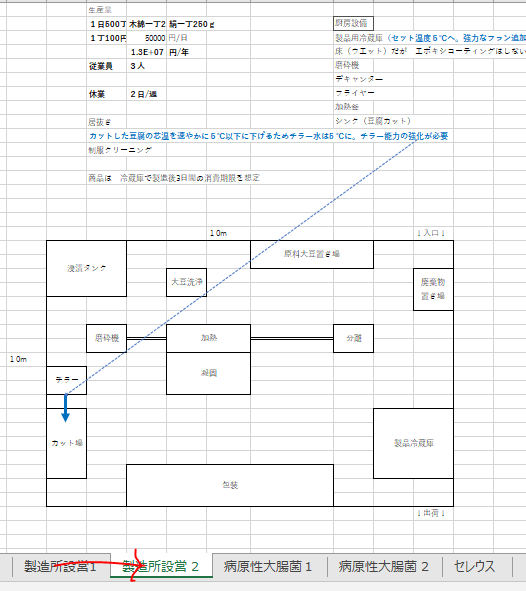 生産量
1日500丁 木綿一丁2 絹一丁250g
厨房設備
1丁100円 50000 円/日
製品用冷蔵庫（セット温度5℃へ。強力なファン追加
1.3E+07 円/年
床（ウエット）だが エポキシコーティングはしない
従業員 3人
磨砕機
デキャンター
休業 2日/週
フライヤー
加熱釜
居抜き
シンク（豆腐カット）
カットした豆腐の芯温を速やかに5℃以下に下げるためチラー水は5℃に。チラー能力の強化が必要
制服クリーニング
商品は 冷蔵庫で製造後3日間の消費期限を想定
10m
↓入口↓
浸漬タンク
原料大豆置き場
大豆洗浄
廃棄物
置き場
磨砕機
加熱
分離
10m
凝固
チラー
カット場
製品冷蔵庫
包装
↓出荷↓
製造所設営1 製造所設営2 病原性大腸菌1 病原性大腸菌2 セレウス